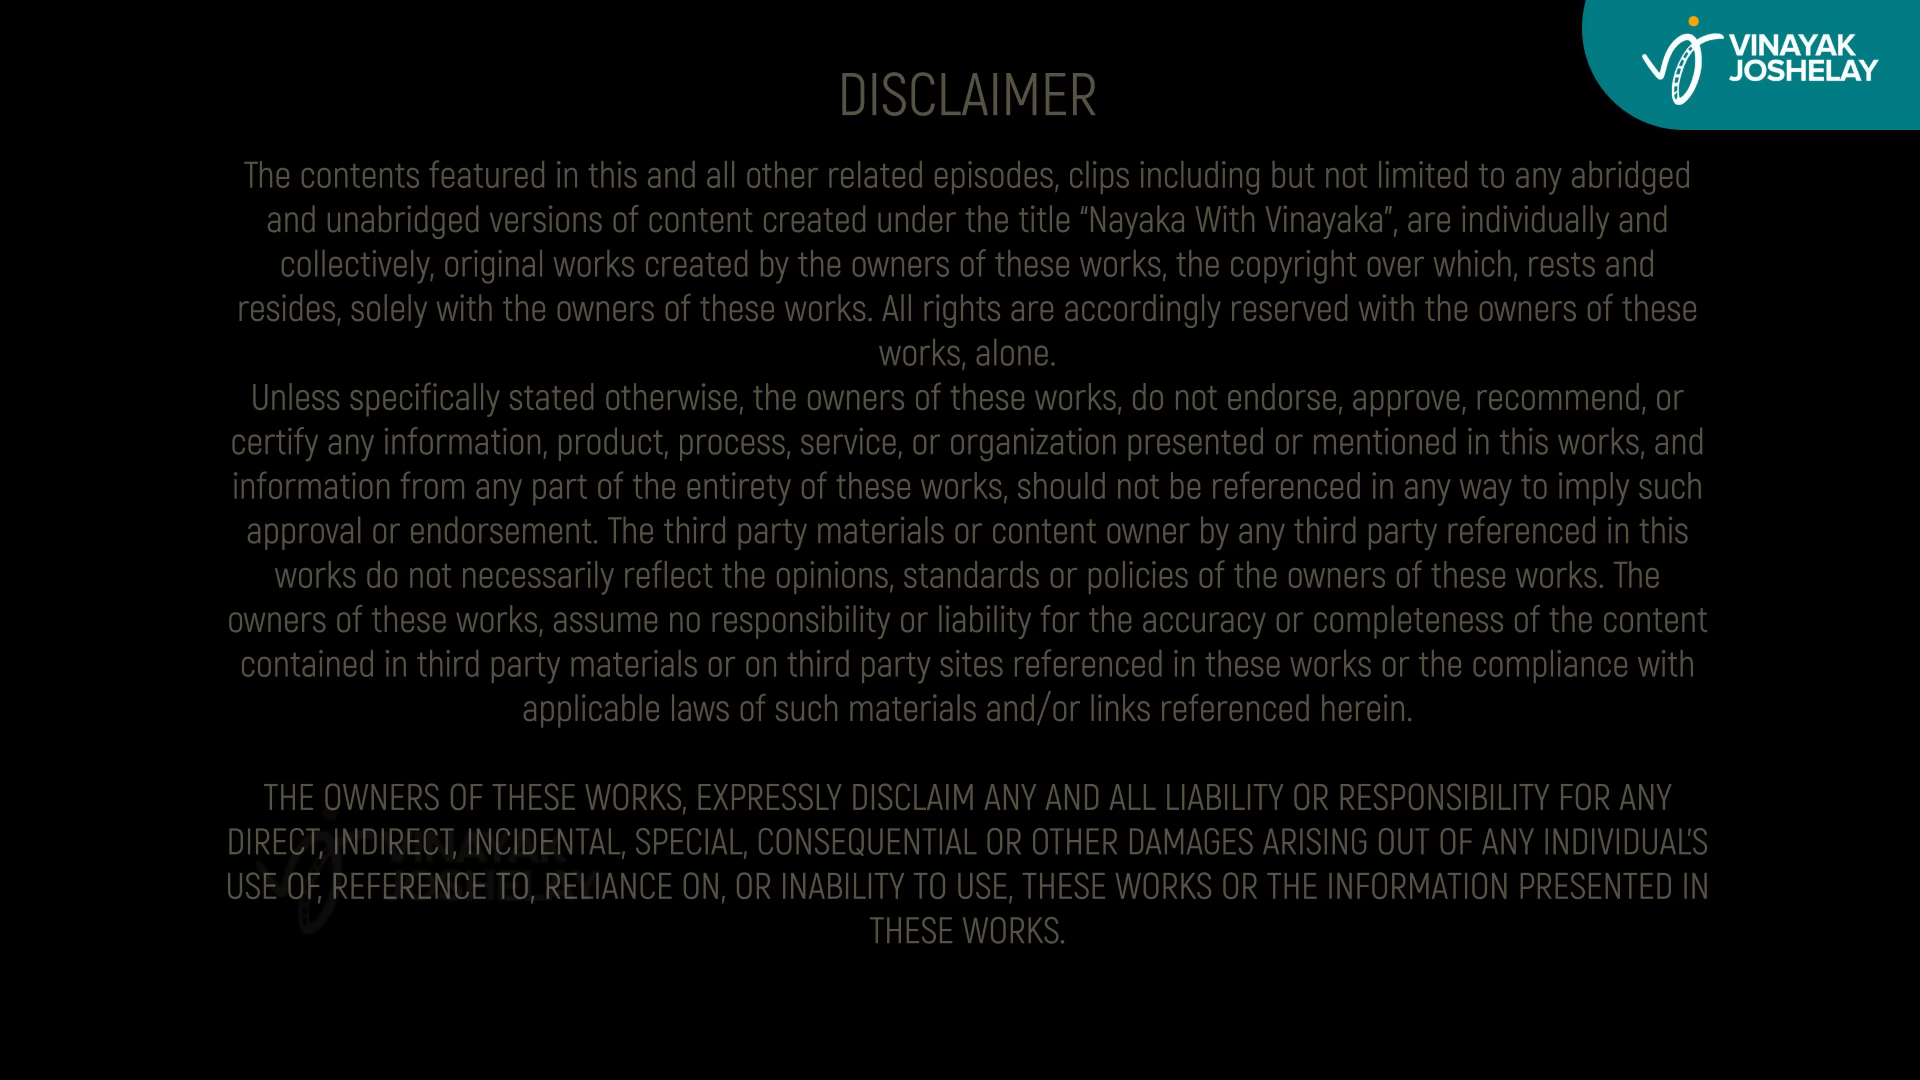 VINAYAK
JOSHELAY
DISCLAIMER
The contents featured in this and all other related episodes, clips including but not limited to any abridged
and unabridged versions of content created under the title “Nayaka With Vinayaka”, are individually and
collectively, original works created by the owners of these works, the copyright over which, rests and
resides, solely with the owners of these works. All rights are accordingly reserved with the owners of these
works, alone.
Unless specifically stated otherwise, the owners of these works, do not endorse, approve, recommend, or
certify any information, product, process, service, or organization presented or mentioned in this works, and
information from any part of the entirety of these works, should not be referenced in any way to imply such
approval or endorsement. The third party materials or content owner by any third party referenced in this
works do not necessarily reflect the opinions, standards or policies of the owners of these works. The
owners of these works, assume no responsibility or liability for the accuracy or completeness of the content
contained in third party materials or on third party sites referenced in these works or the compliance with
applicable laws of such materials and/or links referenced herein.
THE OWNERS OF THESE WORKS, EXPRESSLY DISCLAIM ANY AND ALL LIABILITY OR RESPONSIBILITY FOR ANY
DIRECT, INDIRECT, INCIDENTAL, SPECIAL, CONSEQUENTIAL OR OTHER DAMAGES ARISING OUT OF ANY INDIVIDUAL'S
USE OF, REFERENCE TO, RELIANCE ON, OR INABILITY TO USE, THESE WORKS OR THE INFORMATION PRESENTED IN
THESE WORKS.
VINAYAK
JOSHELAY